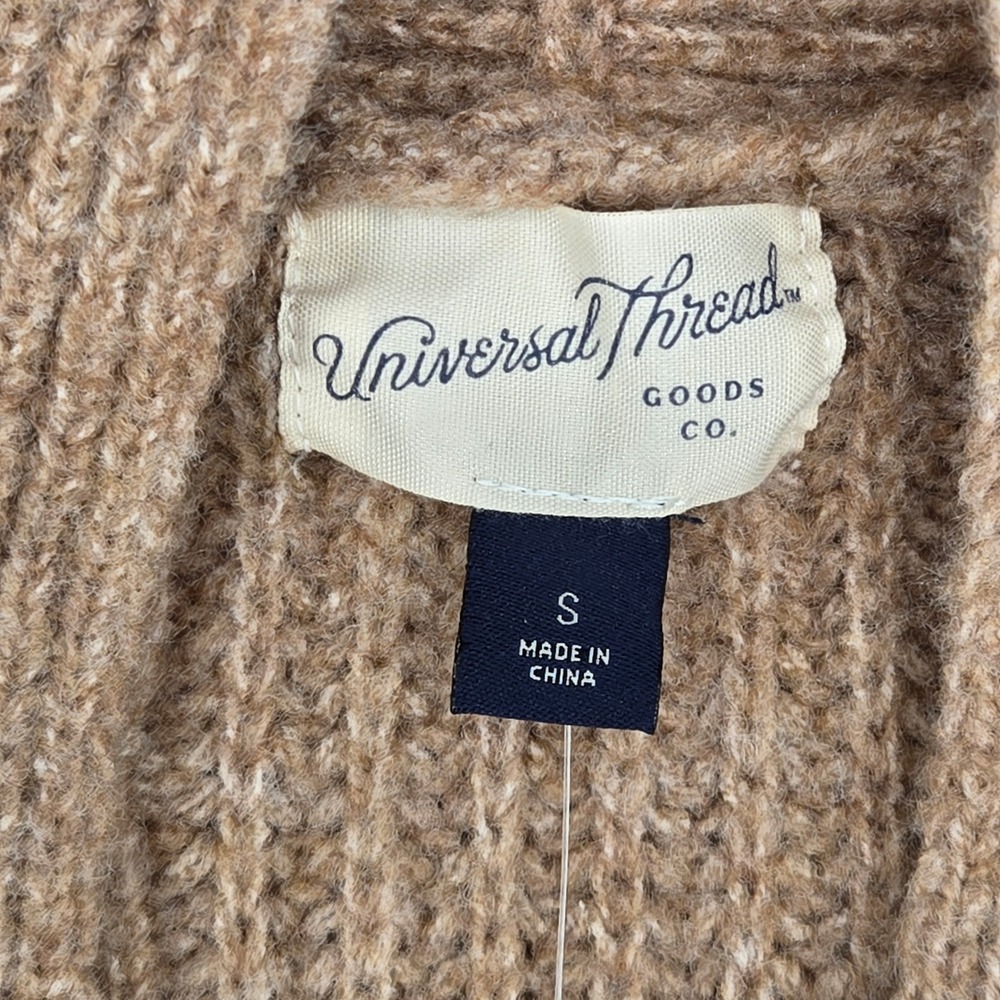 Universal Thread™
GOODS
CO.
S
MADE IN
CHINA